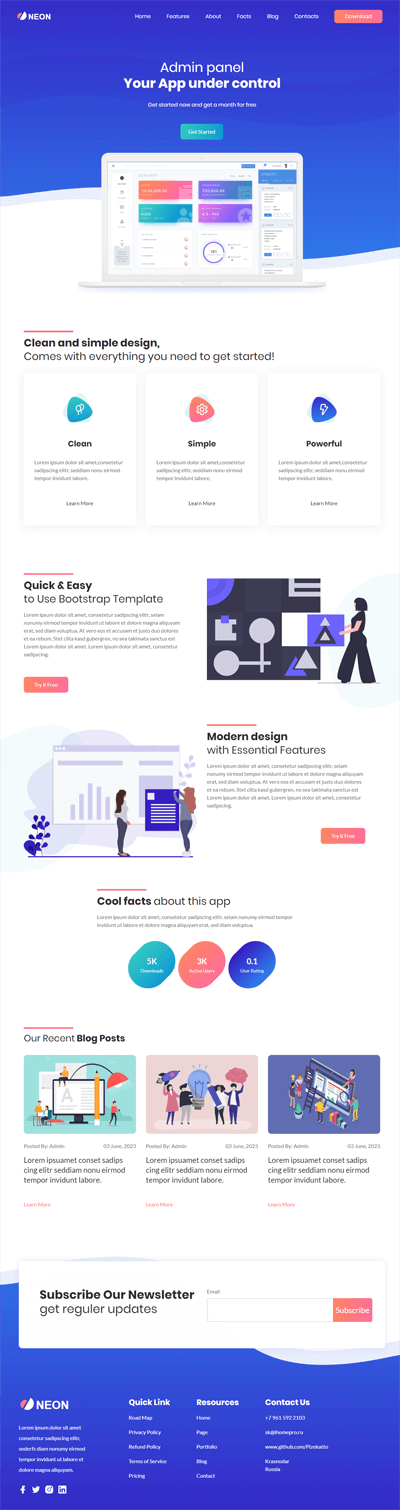 NEON
Home Features About Facts Blog Contacts Download
Admin panel
Your App under control
Get started now and get a month for free
Get Started
Clean and simple design,
Comes with everything you need to get started!
Clean
Lorem ipsum dolor sit amet,consetetur
sadipscing elitr, seddam nonu eirmod
tempor invidunt labore.
Learn More
Simple
Lorem ipsum dolor sit amet,consetetur
sadipscing elitr, seddam nonu eirmod
tempor invidunt labore.
Learn More
Powerful
Lorem ipsum dolor sit amet,consetetur
sadipscing elitr, seddam nonu eirmod
tempor invidunt labore.
Learn More
Quick & Easy
to Use Bootstrap Template
Lorem ipsum dolor sit amet, consetetur sadipscing elitr, sed diam
nonumy eirmod tempor invidunt ut labore et dolore magna aliquyam
erat, sed diam voluptua. At vero eos et accusam et justo duo dolores
et ea rebum. Stet clita kasd gubergren, no sea takimata sanctus est
Lorem ipsum dolor sit amet. Lorem ipsum dolor sit amet, consetetur
sadipscing.
Try it Free
Modern design
with Essential Features
Lorem ipsum dolor sit amet, consetetur sadipscing elitr, sed diam
nonumy eirmod tempor invidunt ut labore et dolore magna aliquyam
erat, sed diam voluptua. At vero eos et accusam et justo duo dolores
et ea rebum. Stet clita kasd gubergren, no sea takimata sanctus est
Lorem ipsum dolor sit amet. Lorem ipsum dolor sit amet, consetetur
sadipscing.
Try it Free
Cool facts about this app
Lorem ipsum dolor sit amet, consetetur sadipscing elitr, sed diam nonumy
eirmod tempor invidunt ut labore et dolore magna aliquyam erat, sed diam voluptua.
5K
Downloads
3K
Active Users
0.1
User Rating
Our Recent Blog Posts
Posted By: Admin 03 June, 2023
Lorem ipsuamet conset sadips
cing elitr seddiam nonu eirmod
tempor invidunt labore.
Learn More
Posted By: Admin 03 June, 2023
Lorem ipsuamet conset sadips
cing elitr seddiam nonu eirmod
tempor invidunt labore.
Learn More
Posted By: Admin 03 June, 2023
Lorem ipsuamet conset sadips
cing elitr seddiam nonu eirmod
tempor invidunt labore.
Learn More
Subscribe Our Newsletter
get reguler updates
Email
Subscribe
NEON
Lorem ipsum dolor sit amet,
consetetur sadipscing elitr,
sederfs diam nonumy eirmod
tempor invidunt ut labore et
dolore magna aliquyam.
Quick Link
Road Map
Privacy Policy
Refund Policy
Terms of Service
Pricing
Resources
Home
Page
Portfolio
Blog
Contact
Contact Us
+7 961 592 2103
sk@ihomepro.ru
www.github.com/Pizekatto
Krasnodar
Russia